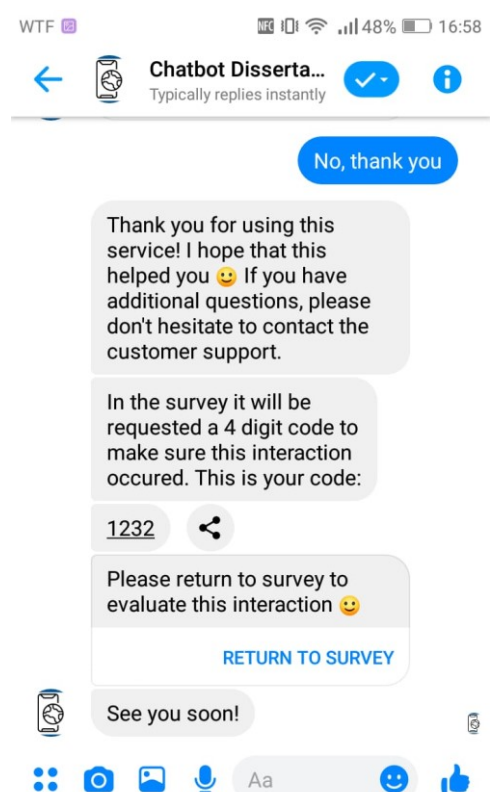 WTF NFC 48% 16:58
Chatbot Disserta...
Typically replies instantly
No, thank you
Thank you for using this
service! I hope that this
helped you 🙂 If you have
additional questions, please
don't hesitate to contact the
customer support.
In the survey it will be
requested a 4 digit code to
make sure this interaction
occured. This is your code:
1232
Please return to survey to
evaluate this interaction 🙂
RETURN TO SURVEY
See you soon!
Aa